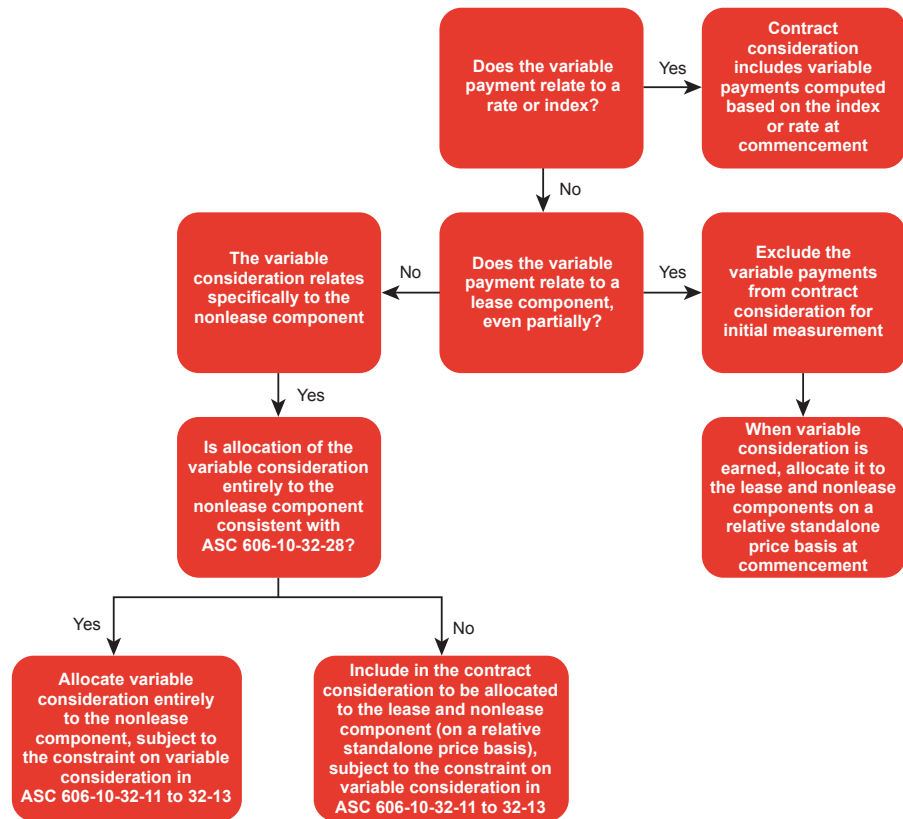 Does the variable
payment relate to a
rate or index?
Yes
Contract
consideration
includes variable
payments computed
based on the index
or rate at
commencement
No
Does the variable
payment relate to a
lease component,
even partially?
Yes
Exclude the
variable payments
from contract
consideration for
initial measurement
When variable
consideration is
earned, allocate it to
the lease and nonlease
components on a
relative standalone
price basis at
commencement
No
The variable
consideration relates
specifically to the
nonlease component
Yes
Is allocation of the
variable consideration
entirely to the
nonlease component
consistent with
ASC 606-10-32-28?
Yes
Allocate variable
consideration entirely
to the nonlease
component, subject to
the constraint on variable
consideration in
ASC 606-10-32-11 to 32-13
No
Include in the contract
consideration to be allocated
to the lease and nonlease
component (on a relative
standalone price basis),
subject to the constraint on
variable consideration in
ASC 606-10-32-11 to 32-13